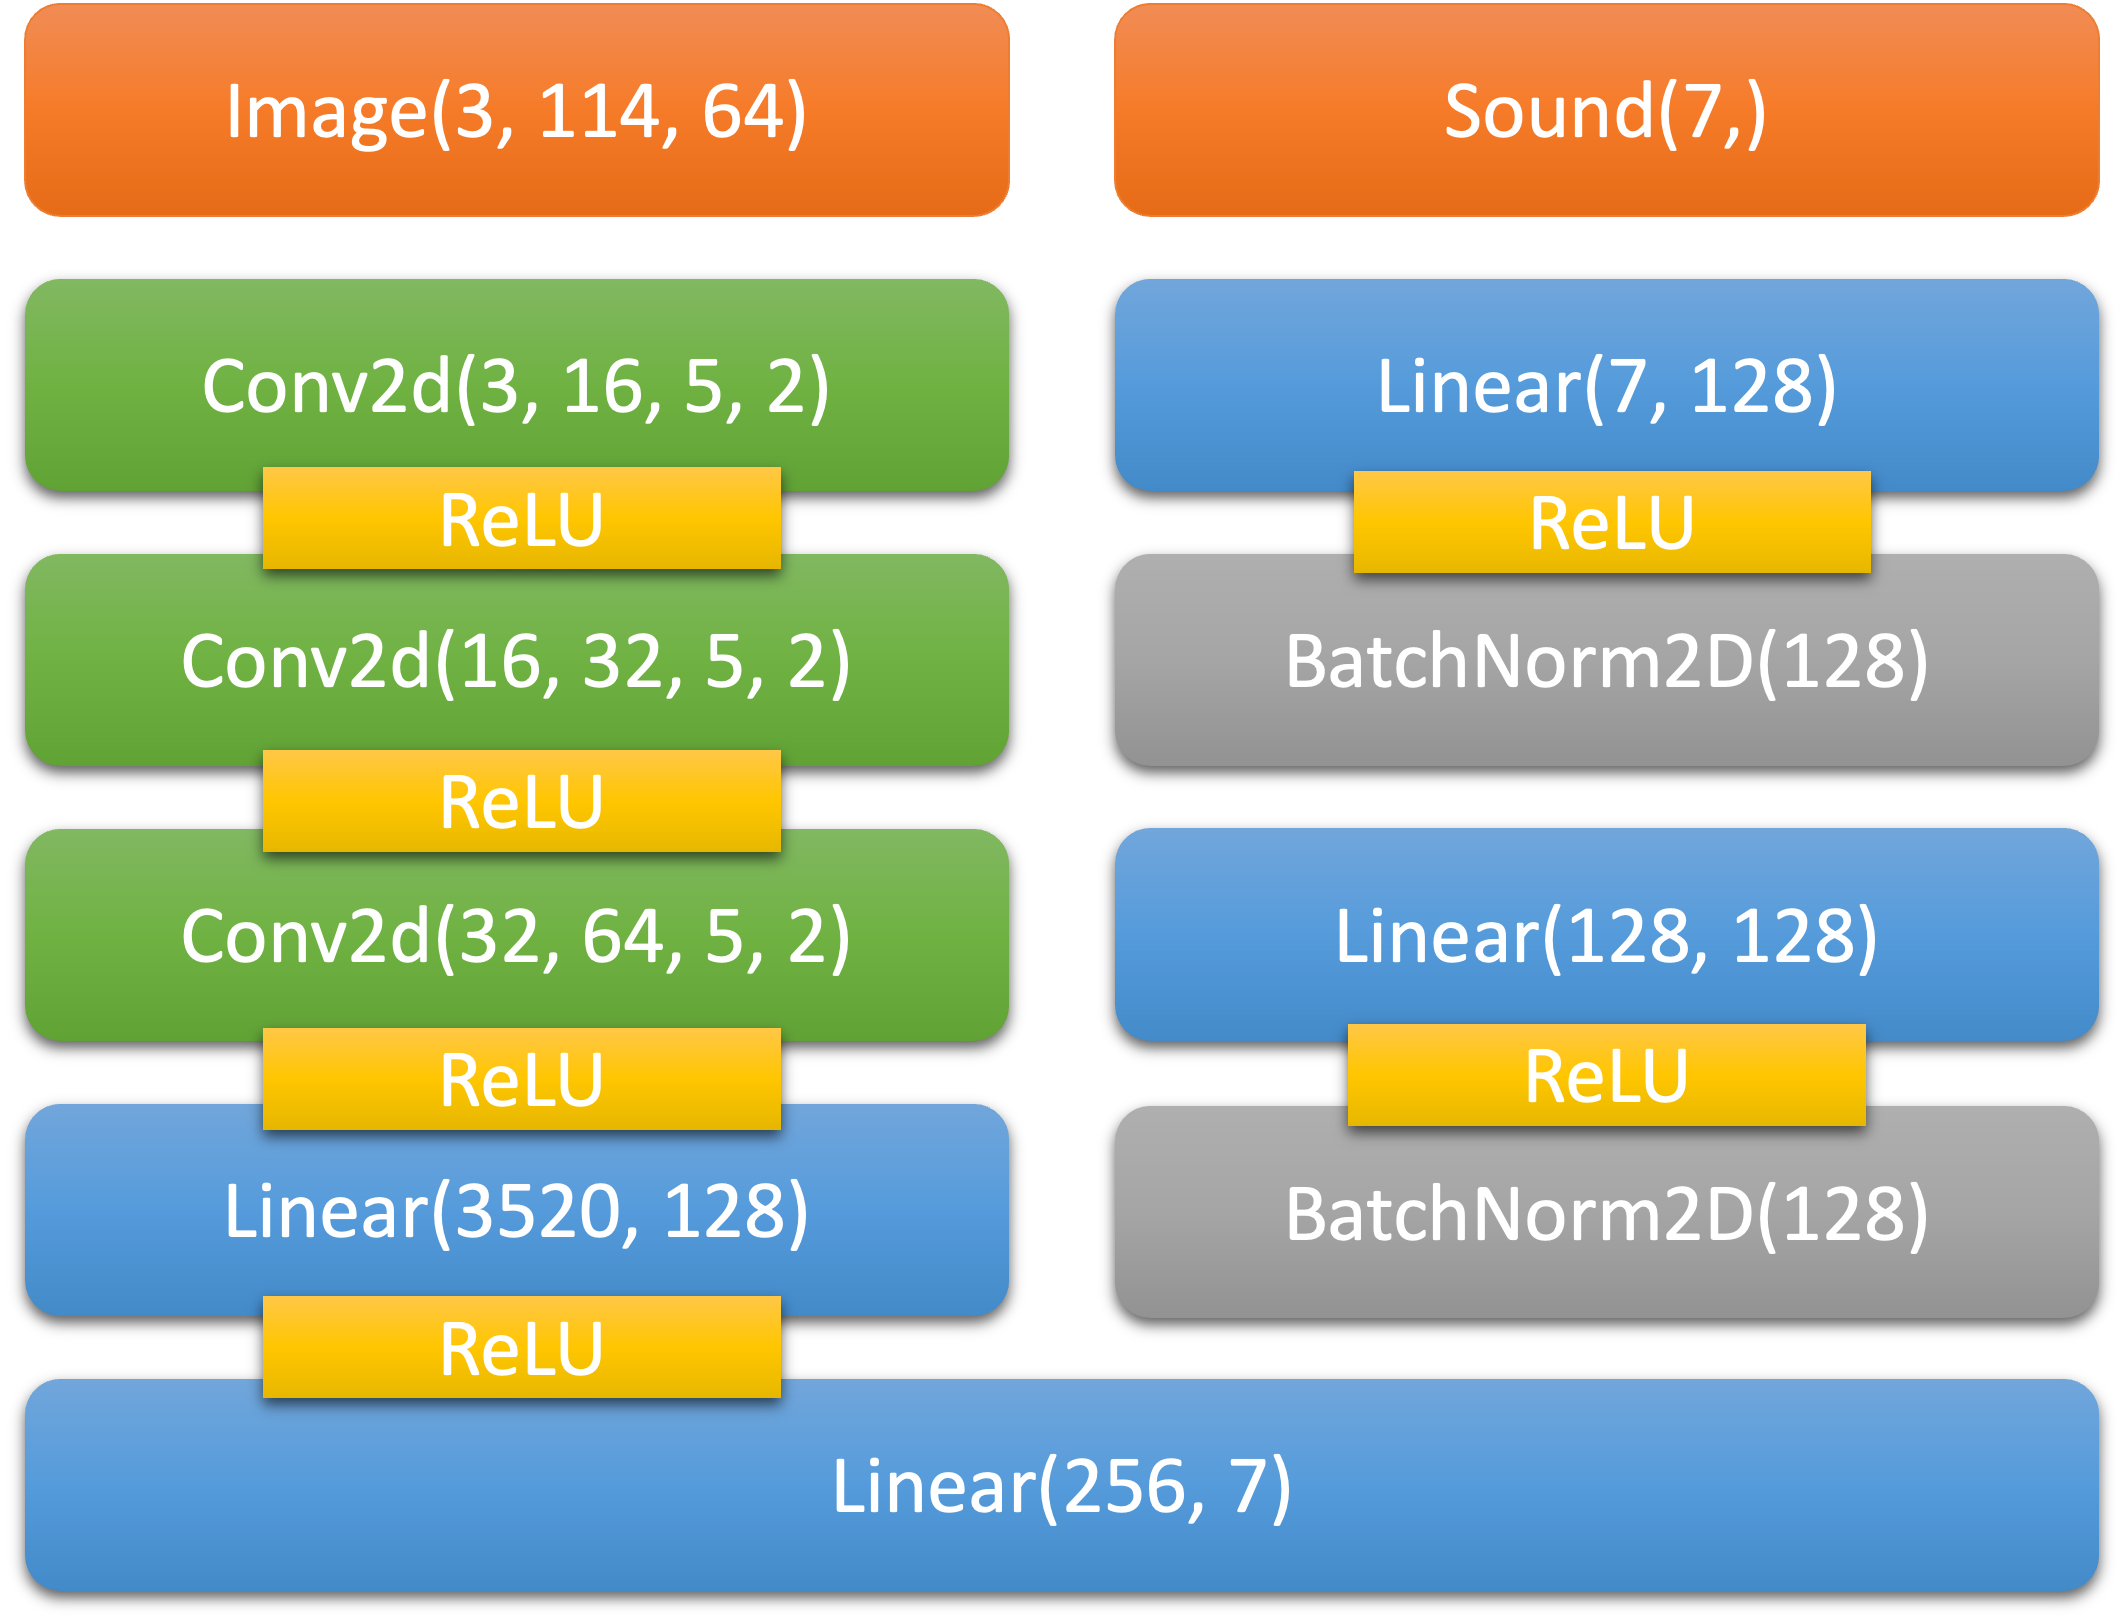 Image(3, 114, 64)
Conv2d(3, 16, 5, 2)
ReLU
Conv2d(16, 32, 5, 2)
ReLU
Conv2d(32, 64, 5, 2)
ReLU
Linear(3520, 128)
ReLU
Sound(7,)
Linear(7, 128)
ReLU
BatchNorm2D(128)
Linear(128, 128)
ReLU
BatchNorm2D(128)
Linear(256, 7)